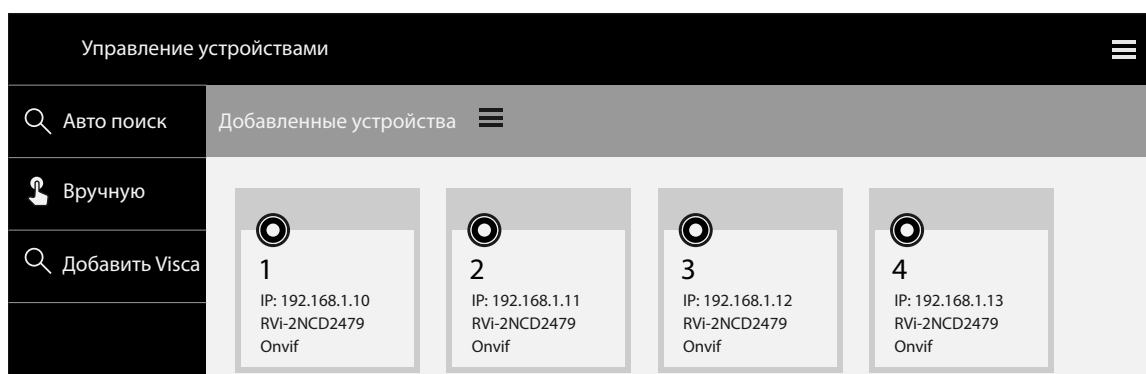 Управление устройствами
Авто поиск
Добавленные устройства
Вручную
Добавить Visca
1
IP: 192.168.1.10
RVi-2NCD2479
Onvif
2
IP: 192.168.1.11
RVi-2NCD2479
Onvif
3
IP: 192.168.1.12
RVi-2NCD2479
Onvif
4
IP: 192.168.1.13
RVi-2NCD2479
Onvif